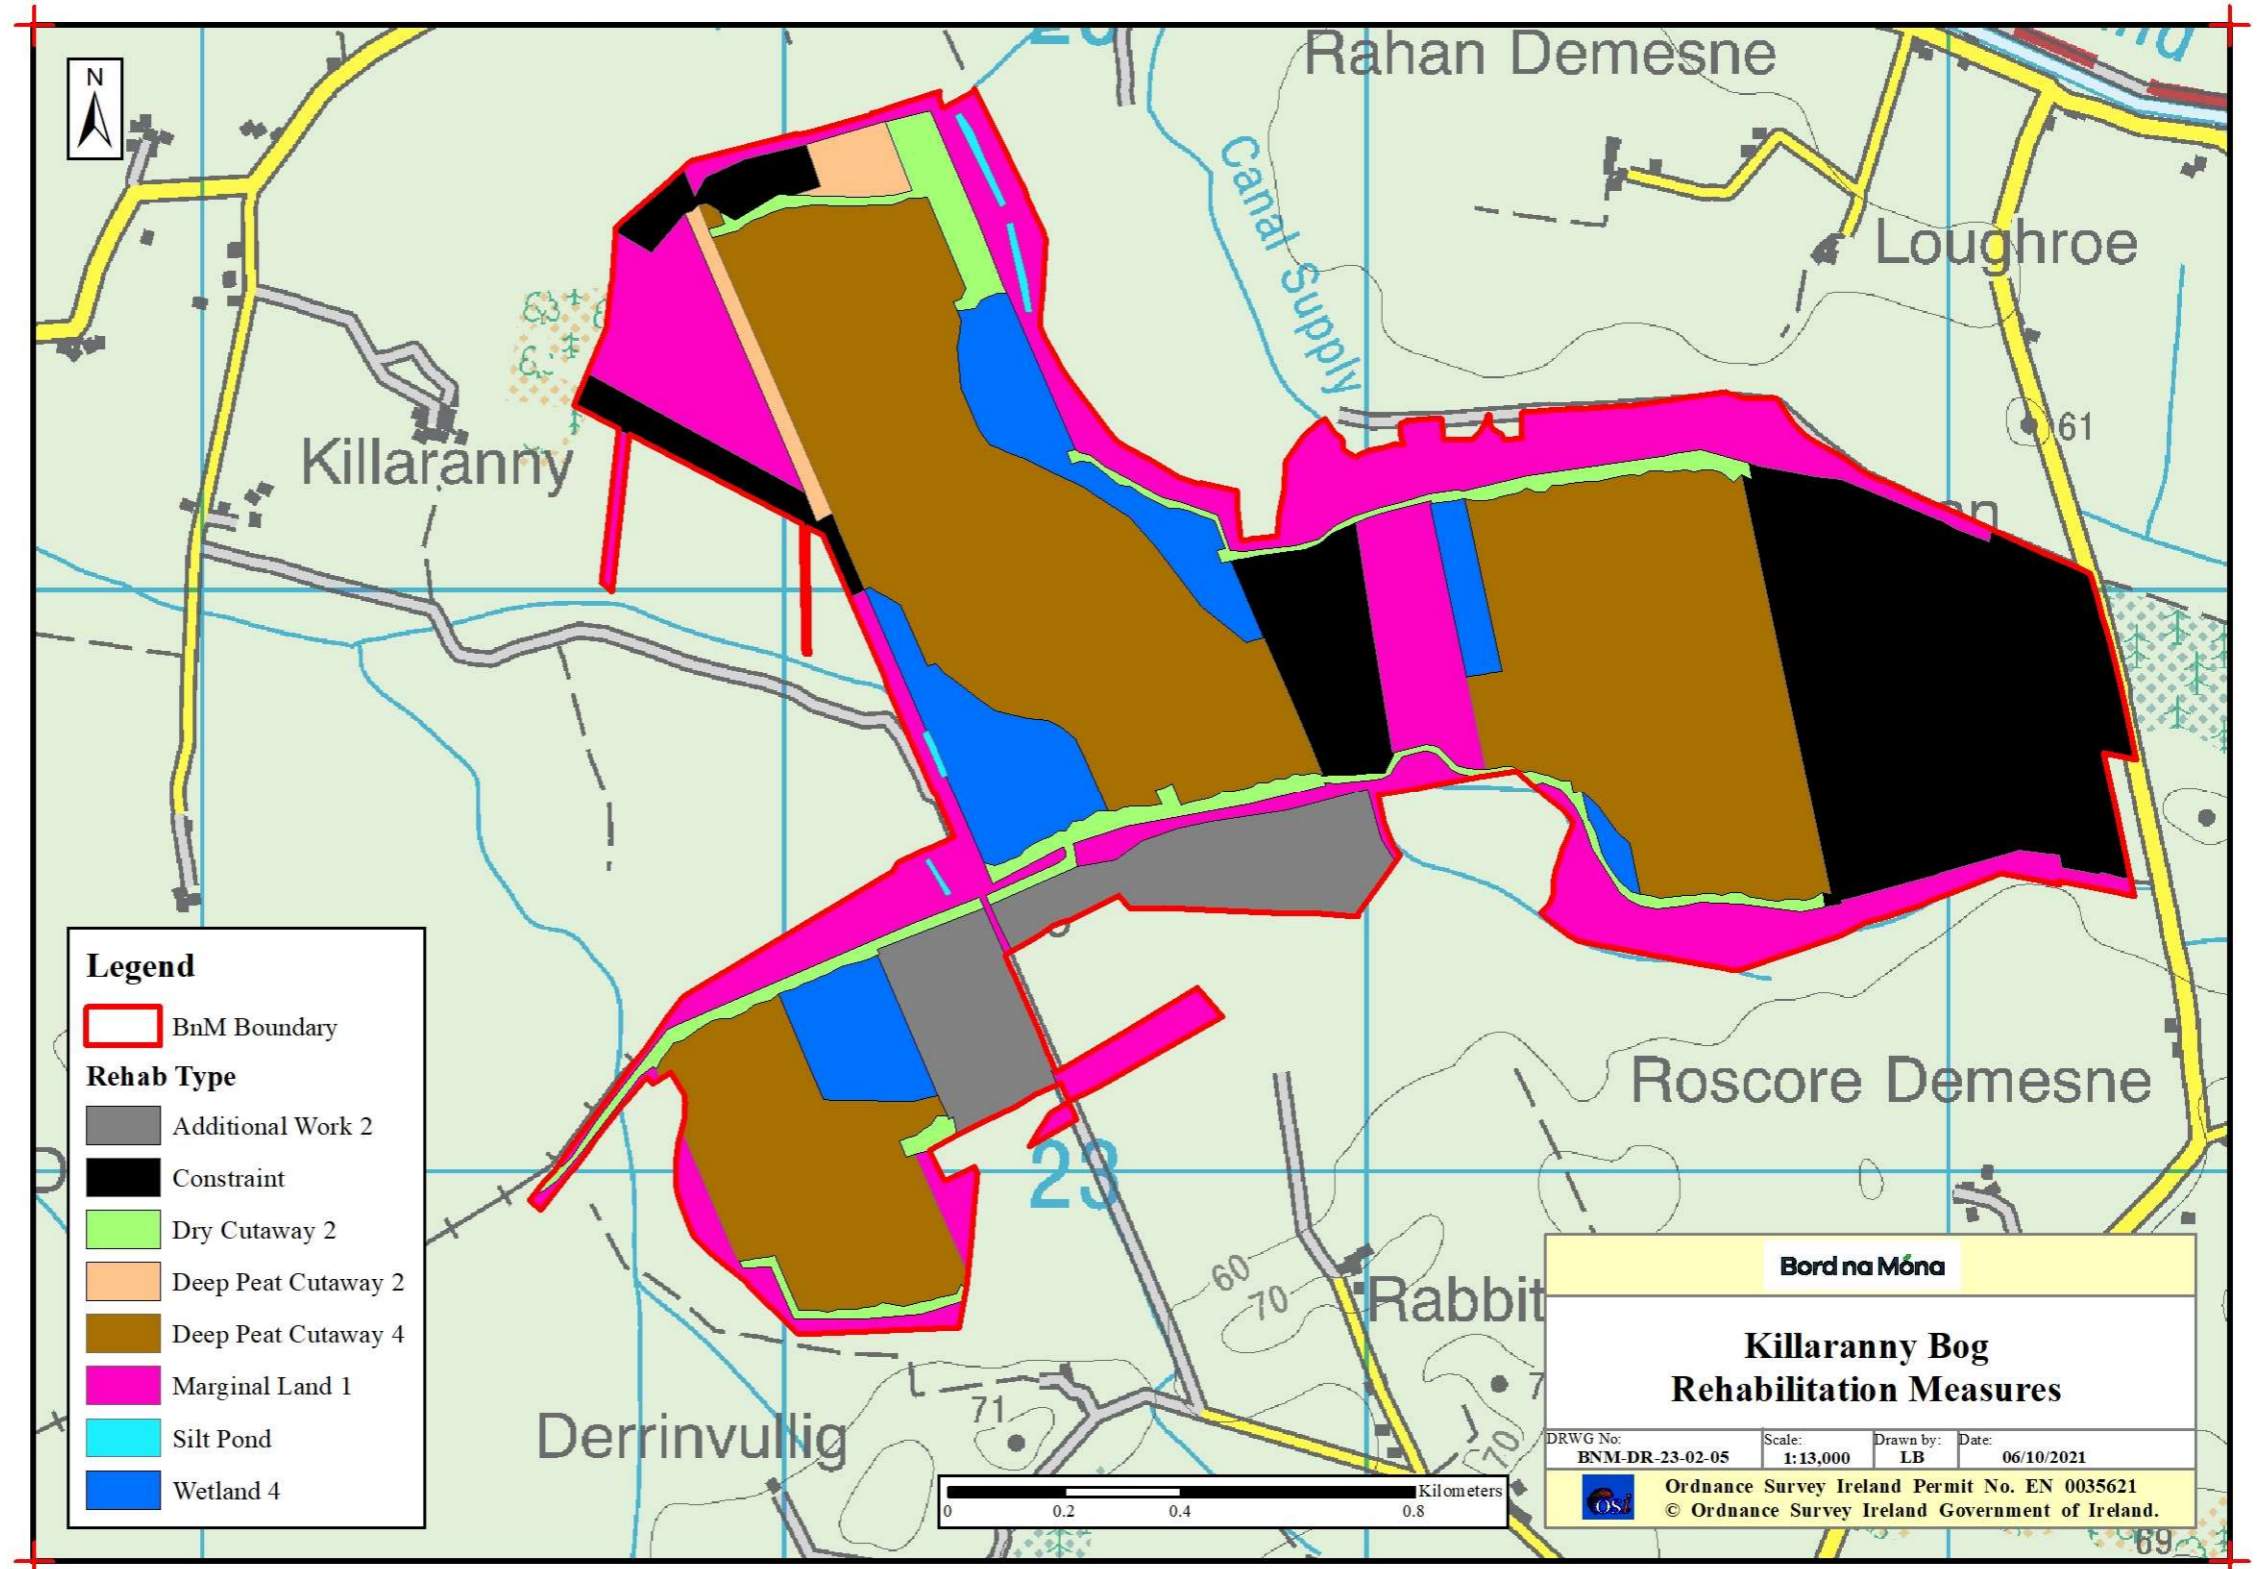 Rahan Demesne
N
Canal Supply
Loughroe
61
Killaranny
23
Roscore Demesne
60
70
Rabbit
71
70
Derrinvullig
69
Legend
BnM Boundary
Rehab Type
Additional Work 2
Constraint
Dry Cutaway 2
Deep Peat Cutaway 2
Deep Peat Cutaway 4
Marginal Land 1
Silt Pond
Wetland 4
Kilometers
0 0.2 0.4 0.8
Bord na Móna
Killaranny Bog
Rehabilitation Measures
DRWG No: Scale: Drawn by: Date:
BNM-DR-23-02-05 1:13,000 LB 06/10/2021
osi
Ordnance Survey Ireland Permit No. EN 0035621
© Ordnance Survey Ireland Government of Ireland.